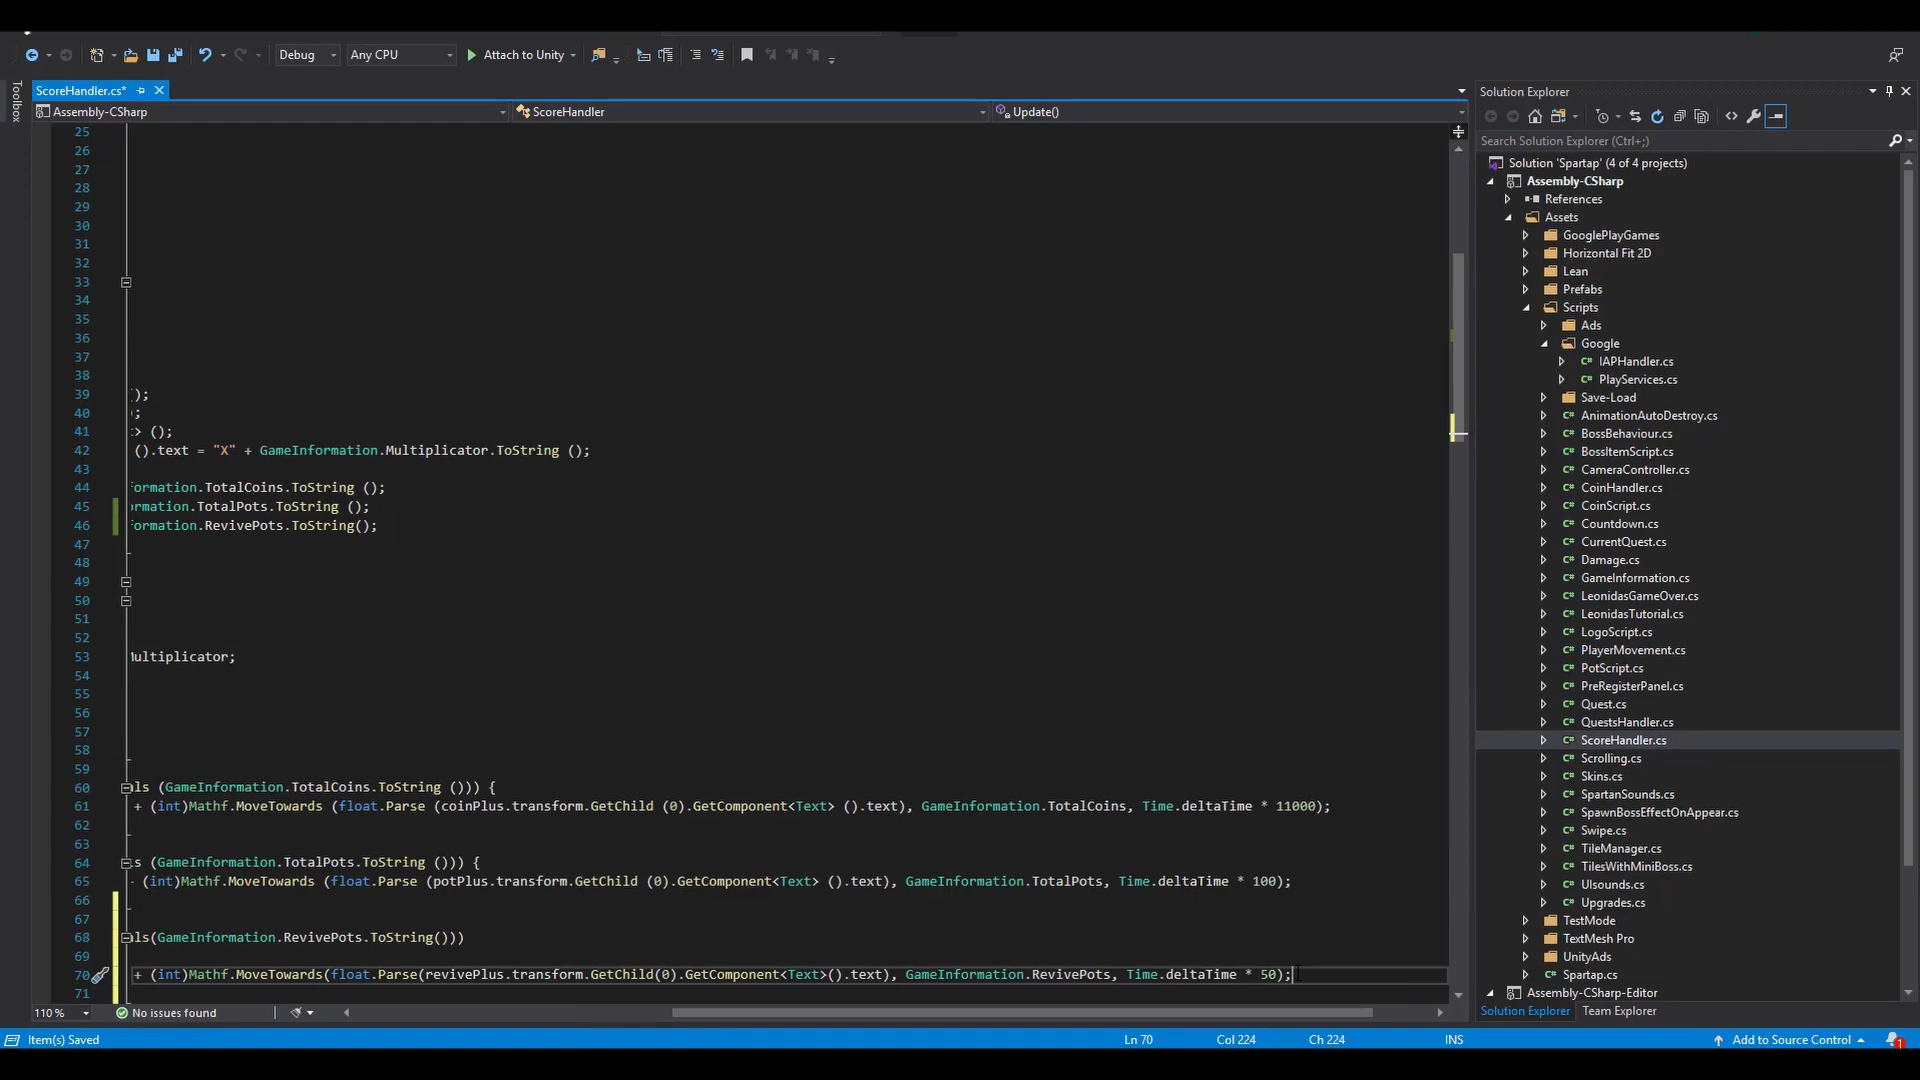 Debug
Any CPU
Attach to Unity
Toolbox
ScoreHandler.cs*
Assembly-CSharp
ScoreHandler
Update()
25
26
27
28
29
30
31
32
33
34
35
36
37
38
39 ();
40 ;
41 > ();
42 ().text = "X" + GameInformation.Multiplicator.ToString ();
43
44 formation.TotalCoins.ToString ();
45 ormation.TotalPots.ToString ();
46 formation.RevivePots.ToString();
47
48
49
50
51
52
53 Multiplicator;
54
55
56
57
58
59
60 als (GameInformation.TotalCoins.ToString ())) {
61 + (int)Mathf.MoveTowards (float.Parse (coinPlus.transform.GetChild (0).GetComponent<Text> ().text), GameInformation.TotalCoins, Time.deltaTime * 11000);
62
63
64 s (GameInformation.TotalPots.ToString ())) {
65 (int)Mathf.MoveTowards (float.Parse (potPlus.transform.GetChild (0).GetComponent<Text> ().text), GameInformation.TotalPots, Time.deltaTime * 100);
66
67
68 als(GameInformation.RevivePots.ToString()))
69
70 + (int)Mathf.MoveTowards(float.Parse(revivePlus.transform.GetChild(0).GetComponent<Text>().text), GameInformation.RevivePots, Time.deltaTime * 50);
71
110 %
No issues found
Solution Explorer
Search Solution Explorer (Ctrl+;)
Solution 'Spartap' (4 of 4 projects)
Assembly-CSharp
References
Assets
GooglePlayGames
Horizontal Fit 2D
Lean
Prefabs
Scripts
Ads
Google
C# IAPHandler.cs
C# PlayServices.cs
Save-Load
C# AnimationAutoDestroy.cs
C# BossBehaviour.cs
C# BossItemScript.cs
C# CameraController.cs
C# CoinHandler.cs
C# CoinScript.cs
C# Countdown.cs
C# CurrentQuest.cs
C# Damage.cs
C# GameInformation.cs
C# LeonidasGameOver.cs
C# LeonidasTutorial.cs
C# LogoScript.cs
C# PlayerMovement.cs
C# PotScript.cs
C# PreRegisterPanel.cs
C# Quest.cs
C# QuestsHandler.cs
C# ScoreHandler.cs
C# Scrolling.cs
C# Skins.cs
C# SpartanSounds.cs
C# SpawnBossEffectOnAppear.cs
C# Swipe.cs
C# TileManager.cs
C# TilesWithMiniBoss.cs
C# UIsounds.cs
C# Upgrades.cs
TestMode
TextMesh Pro
UnityAds
C# Spartap.cs
Assembly-CSharp-Editor
Solution Explorer
Team Explorer
Item(s) Saved
Ln 70
Col 224
Ch 224
INS
Add to Source Control
1